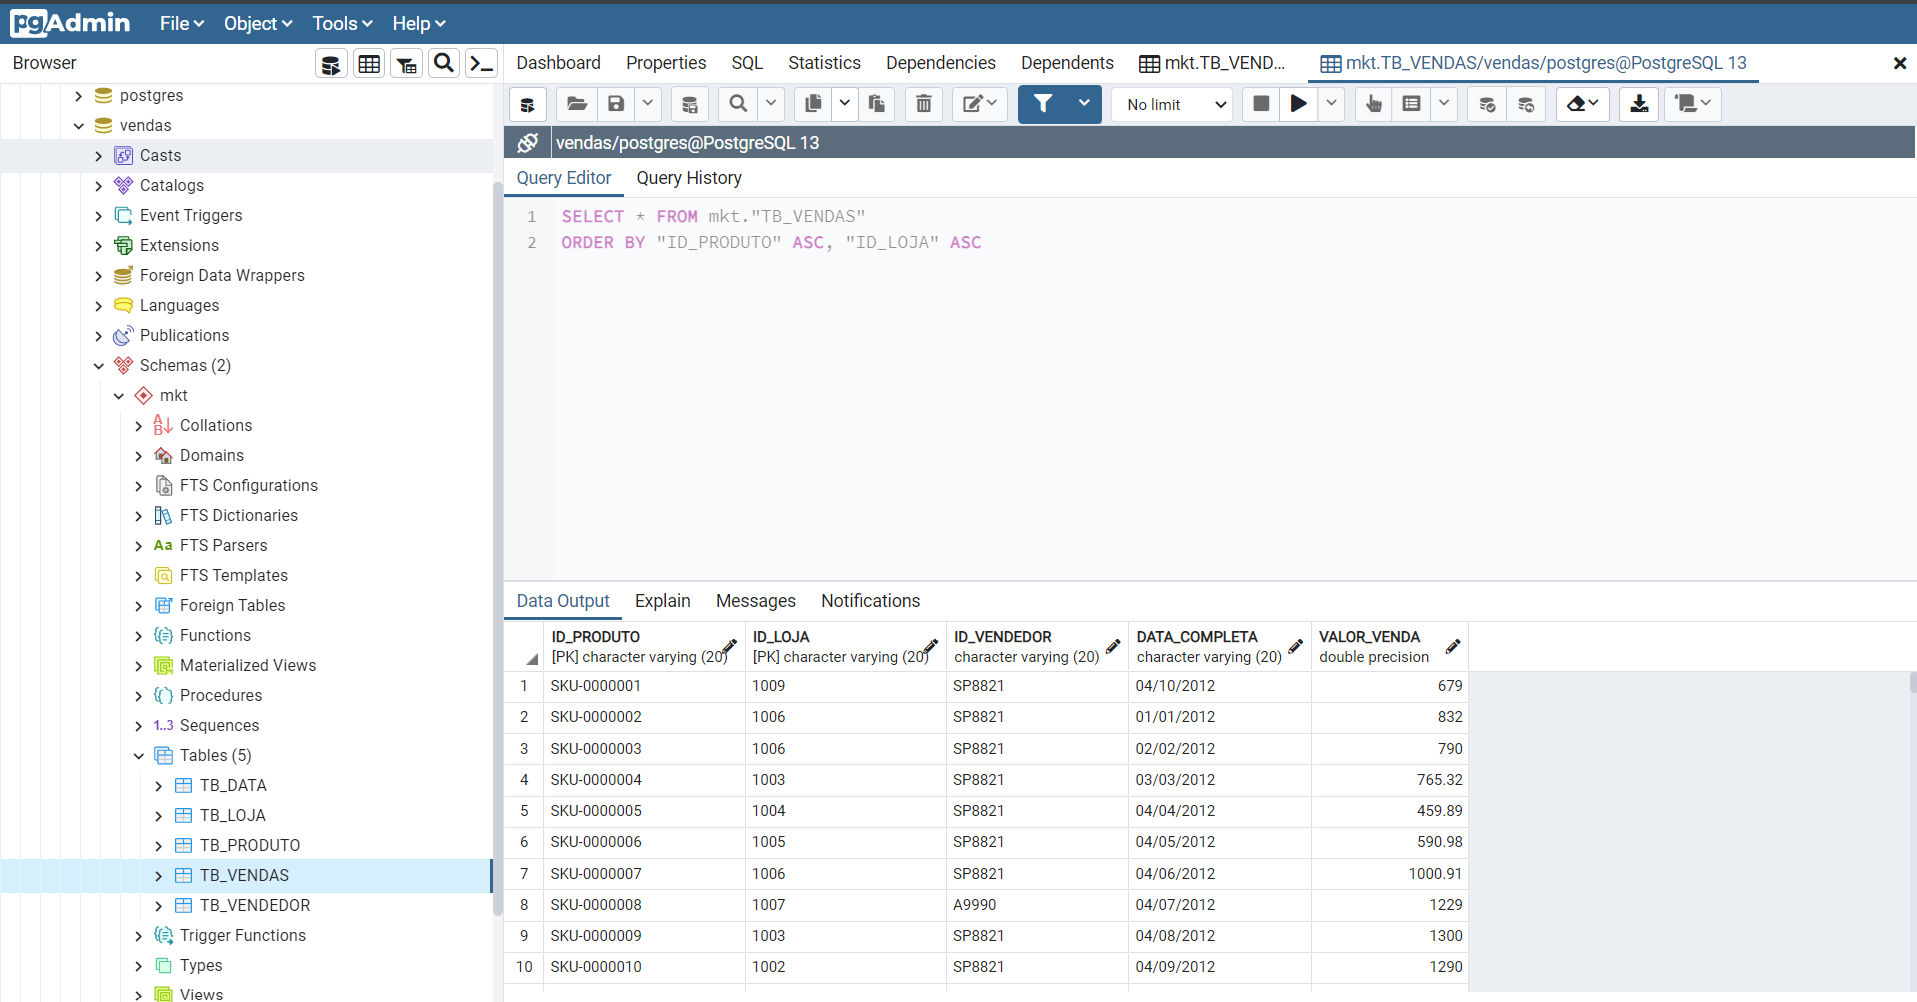 pgAdmin File Object Tools Help
Browser
Dashboard Properties SQL Statistics Dependencies Dependents mkt.TB_VEND... mkt.TB_VENDAS/vendas/postgres@PostgreSQL 13
No limit
vendas/postgres@PostgreSQL 13
Query Editor Query History
1 SELECT * FROM mkt."TB_VENDAS"
2 ORDER BY "ID_PRODUTO" ASC, "ID_LOJA" ASC
postgres
vendas
Casts
Catalogs
Event Triggers
Extensions
Foreign Data Wrappers
Languages
Publications
Schemas (2)
mkt
Collations
Domains
FTS Configurations
FTS Dictionaries
Aa FTS Parsers
FTS Templates
Foreign Tables
Functions
Materialized Views
Procedures
1..3 Sequences
Tables (5)
TB_DATA
TB_LOJA
TB_PRODUTO
TB_VENDAS
TB_VENDEDOR
Trigger Functions
Types
Views
Data Output Explain Messages Notifications
ID_PRODUTO ID_LOJA ID_VENDEDOR DATA_COMPLETA VALOR_VENDA
[PK] character varying (20) [PK] character varying (20) character varying (20) character varying (20) double precision
1 SKU-0000001 1009 SP8821 04/10/2012 679
2 SKU-0000002 1006 SP8821 01/01/2012 832
3 SKU-0000003 1006 SP8821 02/02/2012 790
4 SKU-0000004 1003 SP8821 03/03/2012 765.32
5 SKU-0000005 1004 SP8821 04/04/2012 459.89
6 SKU-0000006 1005 SP8821 04/05/2012 590.98
7 SKU-0000007 1006 SP8821 04/06/2012 1000.91
8 SKU-0000008 1007 A9990 04/07/2012 1229
9 SKU-0000009 1003 SP8821 04/08/2012 1300
10 SKU-0000010 1002 SP8821 04/09/2012 1290